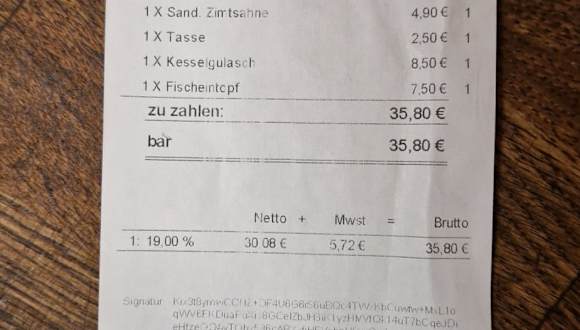 1 X Sand. Zimtsahne 4,90 € 1
1 X Tasse 2,50 € 1
1 X Kesselgulasch 8,50 € 1
1 X Fischeintopf 7,50 € 1
zu zahlen: 35,80 €
bar 35,80 €
Netto + Mwst = Brutto
1: 19,00 % 30,08 € 5,72 € 35,80 €
Signatur